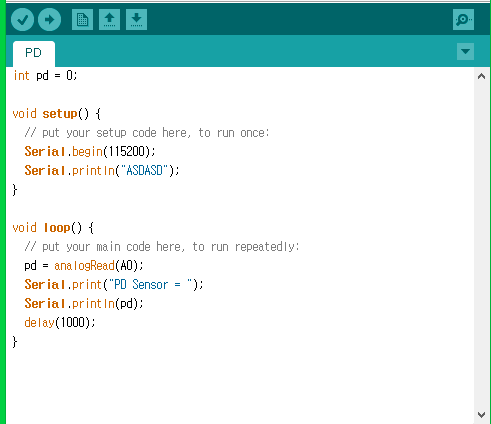 PD
int pd = 0;
void setup() {
// put your setup code here, to run once:
Serial.begin(115200);
Serial.println("ASDASD");
}
void loop() {
// put your main code here, to run repeatedly:
pd = analogRead(A0);
Serial.print("PD Sensor = ");
Serial.println(pd);
delay(1000);
}